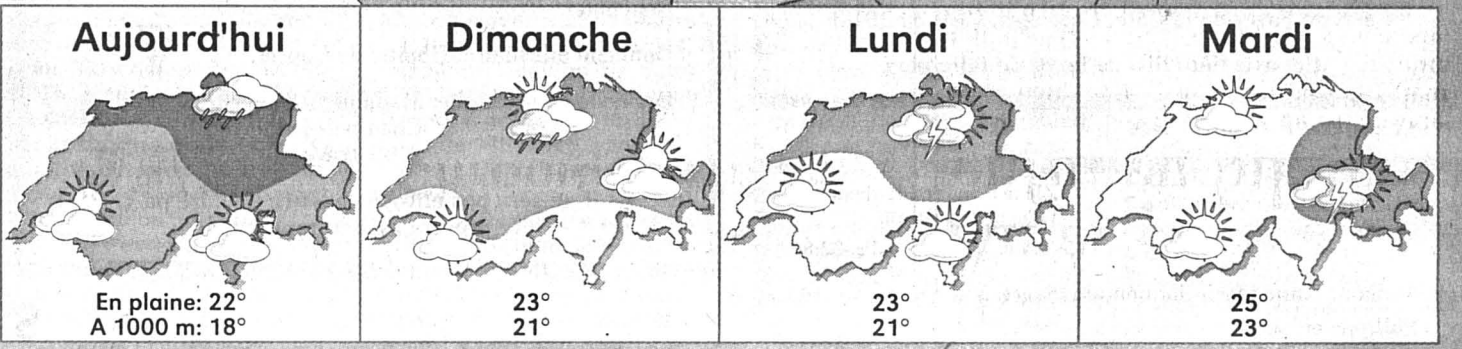 Aujourd'hui
En plaine: 22°
A 1000 m: 18°
Dimanche
23°
21°
Lundi
23°
21°
Mardi
25°
23°